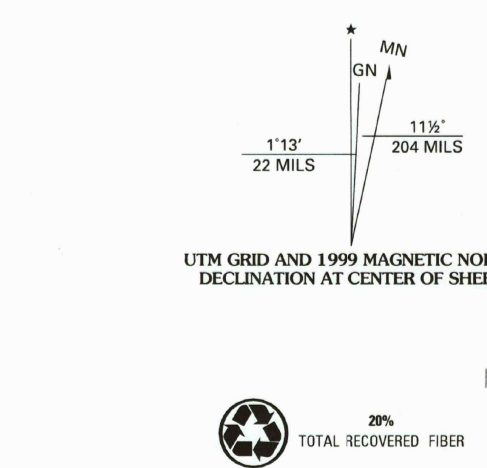 MN
GN
11½°
204 MILS
1°13′
22 MILS
UTM GRID AND 1999 MAGNETIC NO
DECLINATION AT CENTER OF SHE
20%
TOTAL RECOVERED FIBER